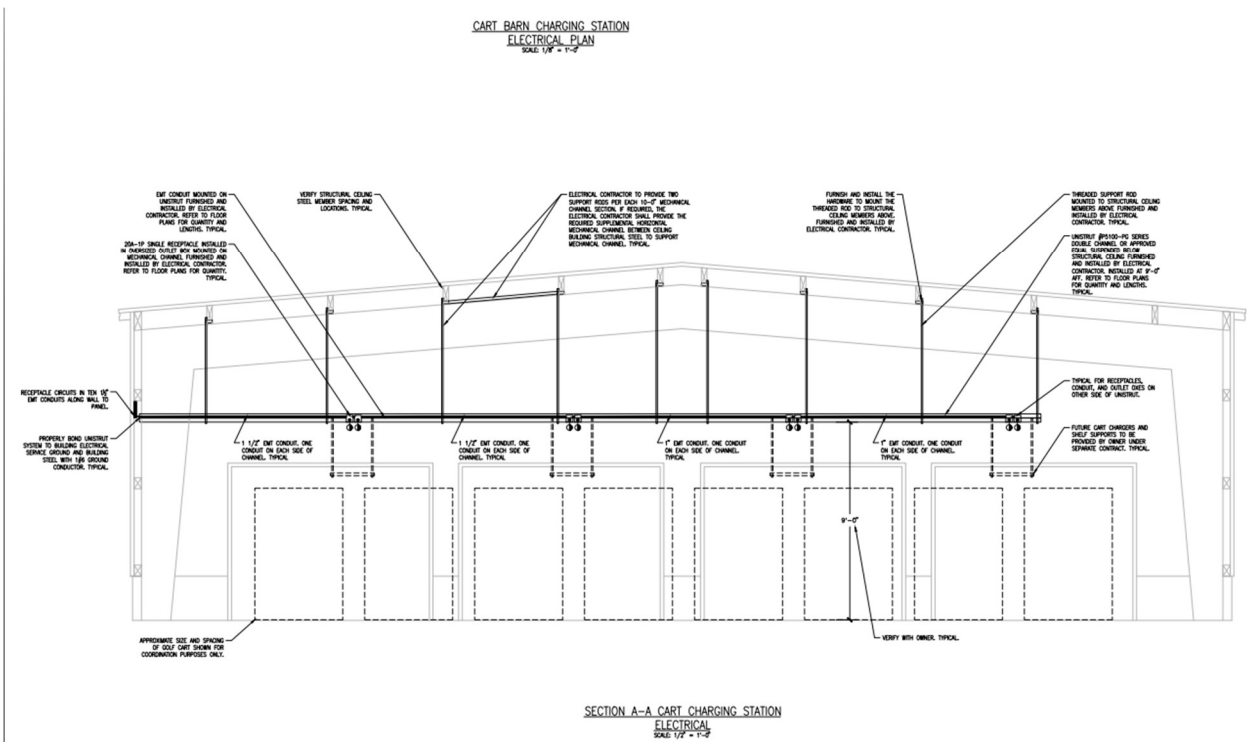 CART BARN CHARGING STATION
ELECTRICAL PLAN
SCALE: 1/8" = 1'-0"
EMT CONDUIT MOUNTED ON
UNISTRUT FURNISHED AND
INSTALLED BY ELECTRICAL
CONTRACTOR. REFER TO FLOOR
PLANS FOR QUANTITY AND
LENGTHS. TYPICAL.
VERIFY STRUCTURAL CEILING
STEEL MEMBER SPACING AND
LOCATIONS. TYPICAL.
ELECTRICAL CONTRACTOR TO PROVIDE TWO
SUPPORT RODS PER EACH 10-0" MECHANICAL
CHANNEL SECTION. IF REQUIRED, THE
ELECTRICAL CONTRACTOR SHALL PROVIDE THE
REQUIRED SUPPLEMENTAL HORIZONTAL
MECHANICAL CHANNEL BETWEEN CEILING
BUILDING STRUCTURAL STEEL TO SUPPORT
MECHANICAL CHANNEL. TYPICAL.
FURNISH AND INSTALL THE
HARDWARE TO MOUNT THE
THREADED ROD TO STRUCTURAL
CEILING MEMBERS ABOVE.
FURNISHED AND INSTALLED BY
ELECTRICAL CONTRACTOR. TYPICAL.
THREADED SUPPORT ROD
MOUNTED TO STRUCTURAL CEILING
MEMBERS ABOVE FURNISHED AND
INSTALLED BY ELECTRICAL
CONTRACTOR. TYPICAL.
20A-1P SINGLE RECEPTACLE INSTALLED
IN OVERSIZED OUTLET BOX MOUNTED ON
MECHANICAL CHANNEL FURNISHED AND
INSTALLED BY ELECTRICAL CONTRACTOR.
REFER TO FLOOR PLANS FOR QUANTITY.
TYPICAL.
UNISTRUT #P5100-PG SERIES
DOUBLE CHANNEL OR APPROVED
EQUAL SUSPENDED BELOW
STRUCTURAL CEILING FURNISHED
AND INSTALLED BY ELECTRICAL
CONTRACTOR. INSTALLED AT 9'-0"
AFF. REFER TO FLOOR PLANS
FOR QUANTITY AND LENGTHS.
TYPICAL.
RECEPTACLE CIRCUITS IN TEN 1½"
EMT CONDUITS ALONG WALL TO
PANEL.
TYPICAL FOR RECEPTACLES,
CONDUIT, AND OUTLET OXES ON
OTHER SIDE OF UNISTRUT.
PROPERLY BOND UNISTRUT
SYSTEM TO BUILDING ELECTRICAL
SERVICE GROUND AND BUILDING
STEEL WITH 1#6 GROUND
CONDUCTOR. TYPICAL.
1 1/2" EMT CONDUIT. ONE
CONDUIT ON EACH SIDE OF
CHANNEL. TYPICAL
1 1/2" EMT CONDUIT. ONE
CONDUIT ON EACH SIDE OF
CHANNEL. TYPICAL
1" EMT CONDUIT. ONE CONDUIT
ON EACH SIDE OF CHANNEL.
TYPICAL
1" EMT CONDUIT. ONE CONDUIT
ON EACH SIDE OF CHANNEL.
TYPICAL
FUTURE CART CHARGERS AND
SHELF SUPPORTS TO BE
PROVIDED BY OWNER UNDER
SEPARATE CONTRACT. TYPICAL.
9'-0"
APPROXIMATE SIZE AND SPACING
OF GOLF CART SHOWN FOR
COORDINATION PURPOSES ONLY.
VERIFY WITH OWNER. TYPICAL.
SECTION A-A CART CHARGING STATION
ELECTRICAL
SCALE: 1/2" = 1'-0"